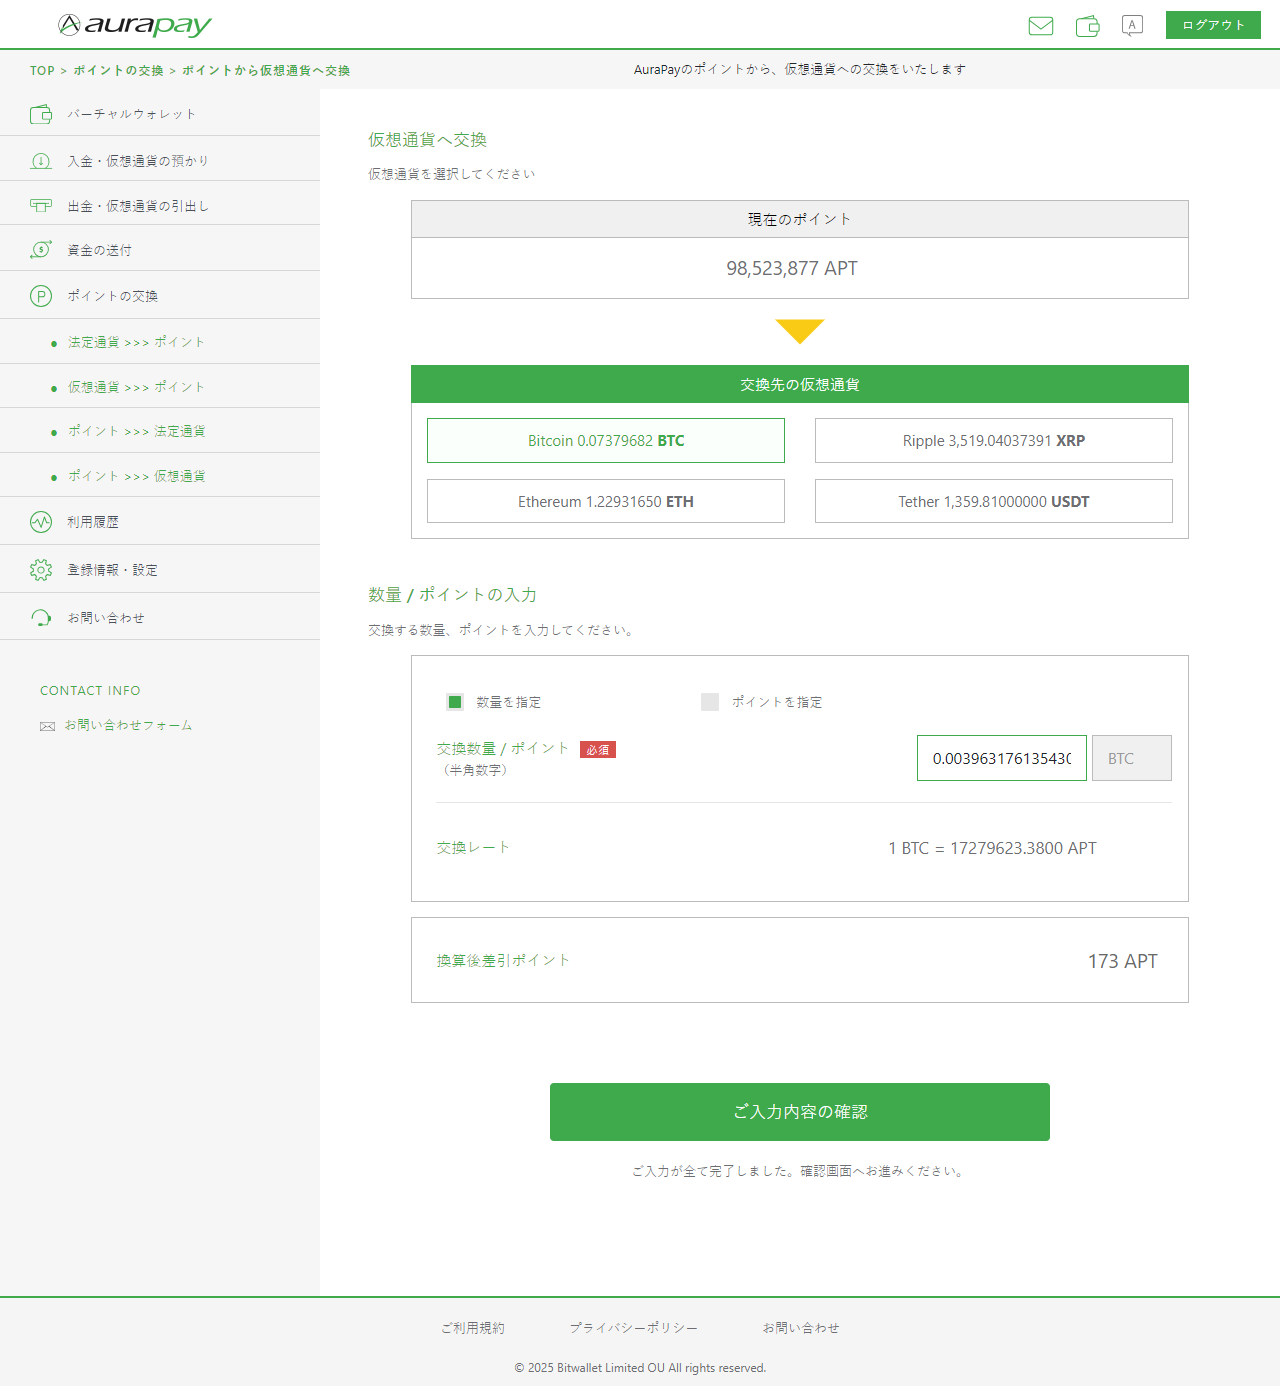 aurapay
A
ログアウト
TOP > ポイントの交換 > ポイントから仮想通貨へ交換
AuraPayのポイントから、仮想通貨への交換をいたします
バーチャルウォレット
入金・仮想通貨の預かり
出金・仮想通貨の引出し
資金の送付
ポイントの交換
法定通貨 >>> ポイント
仮想通貨 >>> ポイント
ポイント >>> 法定通貨
ポイント >>> 仮想通貨
利用履歴
登録情報・設定
お問い合わせ
CONTACT INFO
お問い合わせフォーム
仮想通貨へ交換
仮想通貨を選択してください
現在のポイント
98,523,877 APT
交換先の仮想通貨
Bitcoin 0.07379682 BTC
Ripple 3,519.04037391 XRP
Ethereum 1.22931650 ETH
Tether 1,359.81000000 USDT
数量 / ポイントの入力
交換する数量、ポイントを入力してください。
数量を指定
ポイントを指定
交換数量 / ポイント 必須
（半角数字）
0.003963176135430
BTC
交換レート
1 BTC = 17279623.3800 APT
換算後差引ポイント
173 APT
ご入力内容の確認
ご入力が全て完了しました。確認画面へお進みください。
ご利用規約
プライバシーポリシー
お問い合わせ
© 2025 Bitwallet Limited OU All rights reserved.